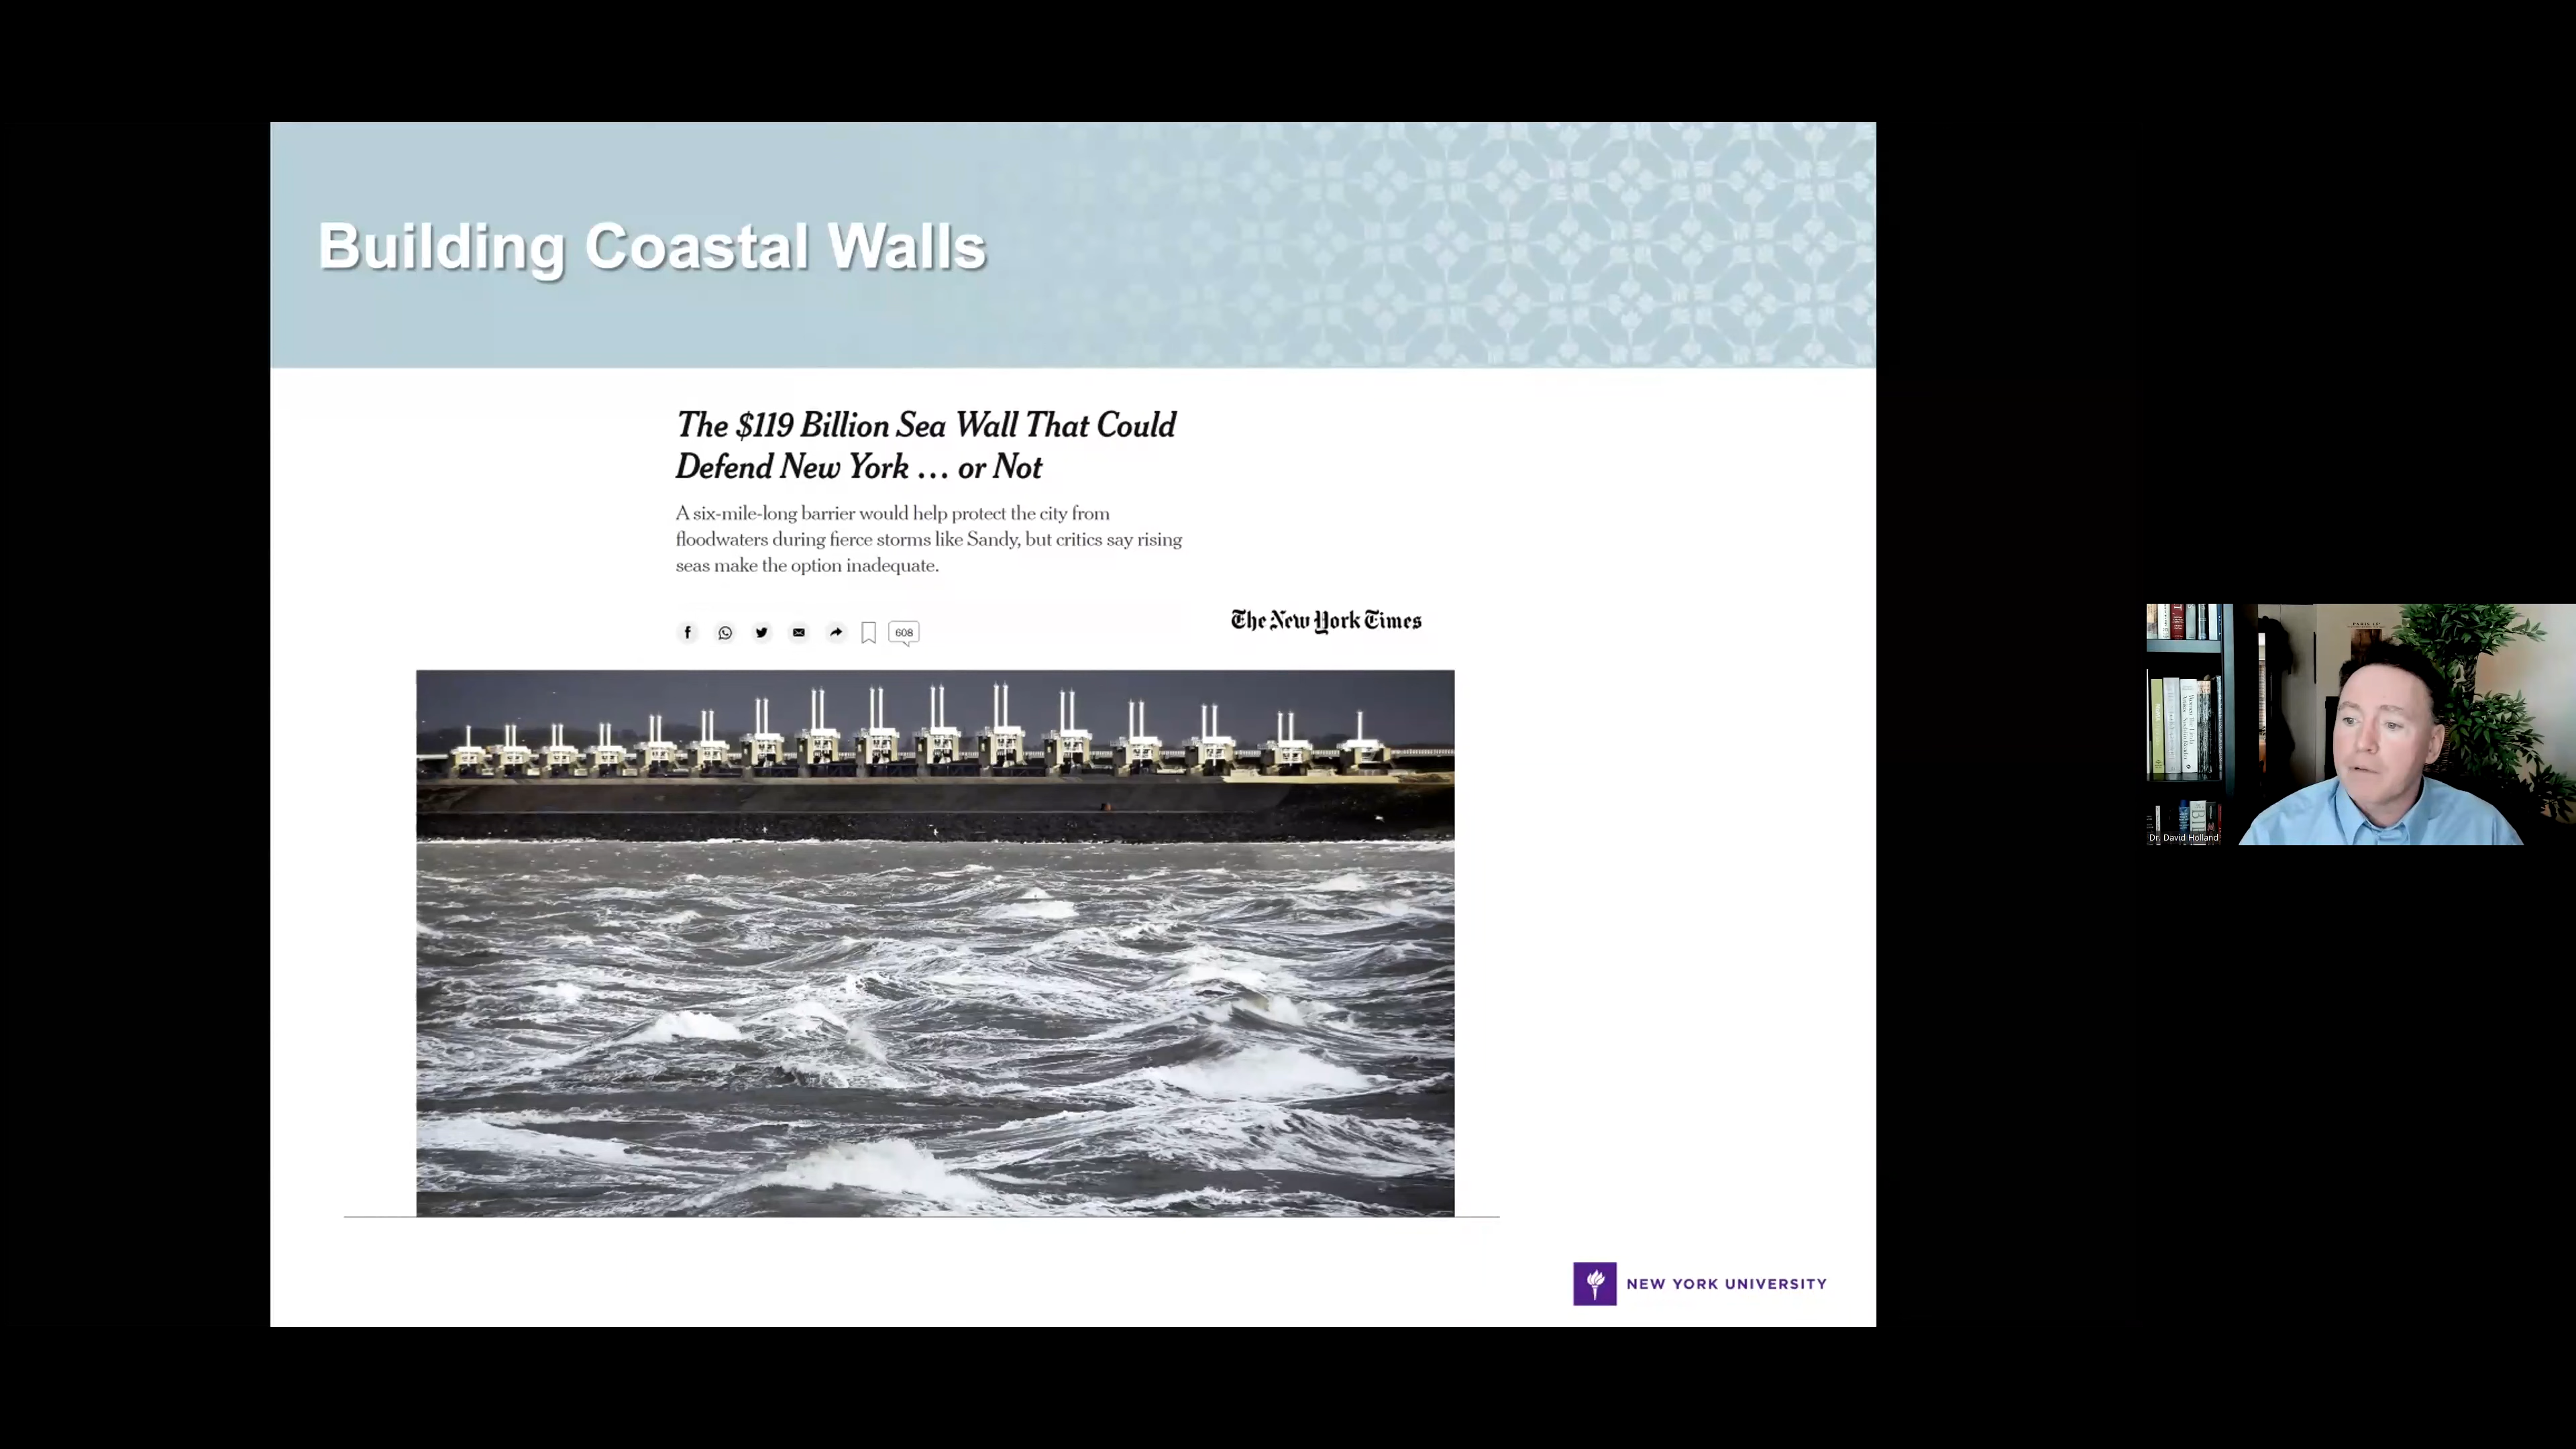 Building Coastal Walls
The $119 Billion Sea Wall That Could
Defend New York … or Not
A six-mile-long barrier would help protect the city from
floodwaters during fierce storms like Sandy, but critics say rising
seas make the option inadequate.
608
The New York Times
PARIS
Dr. David Holland
NEW YORK UNIVERSITY